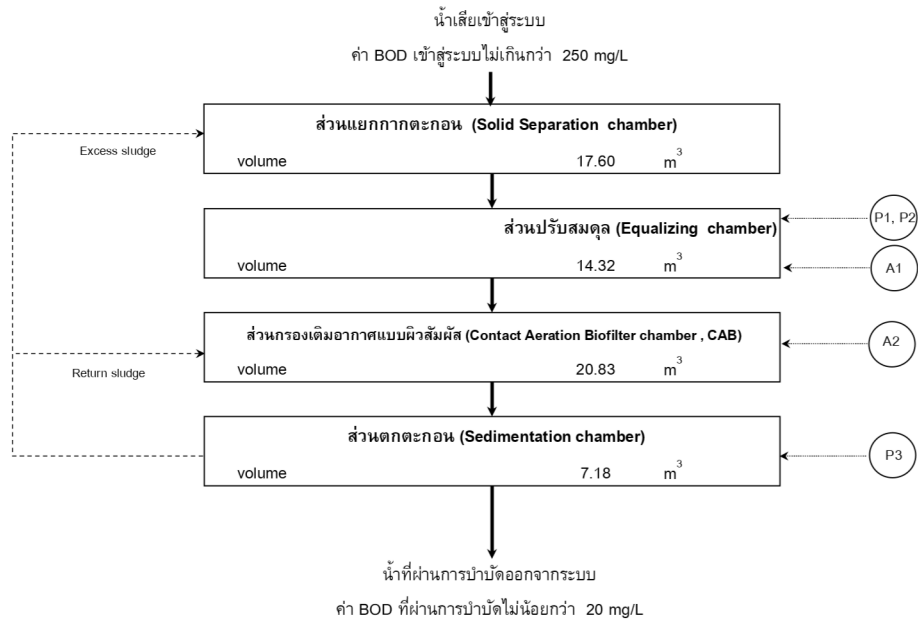 น้ำเสียเข้าสู่ระบบ
ค่า BOD เข้าสู่ระบบไม่เกินกว่า 250 mg/L
ส่วนแยกกากตะกอน (Solid Separation chamber)
volume 17.60 m³
Excess sludge
ส่วนปรับสมดุล (Equalizing chamber)
volume 14.32 m³
P1, P2
A1
ส่วนกรองเติมอากาศแบบผิวสัมผัส (Contact Aeration Biofilter chamber , CAB)
volume 20.83 m³
A2
Return sludge
ส่วนตกตะกอน (Sedimentation chamber)
volume 7.18 m³
P3
น้ำที่ผ่านการบำบัดออกจากระบบ
ค่า BOD ที่ผ่านการบำบัดไม่น้อยกว่า 20 mg/L